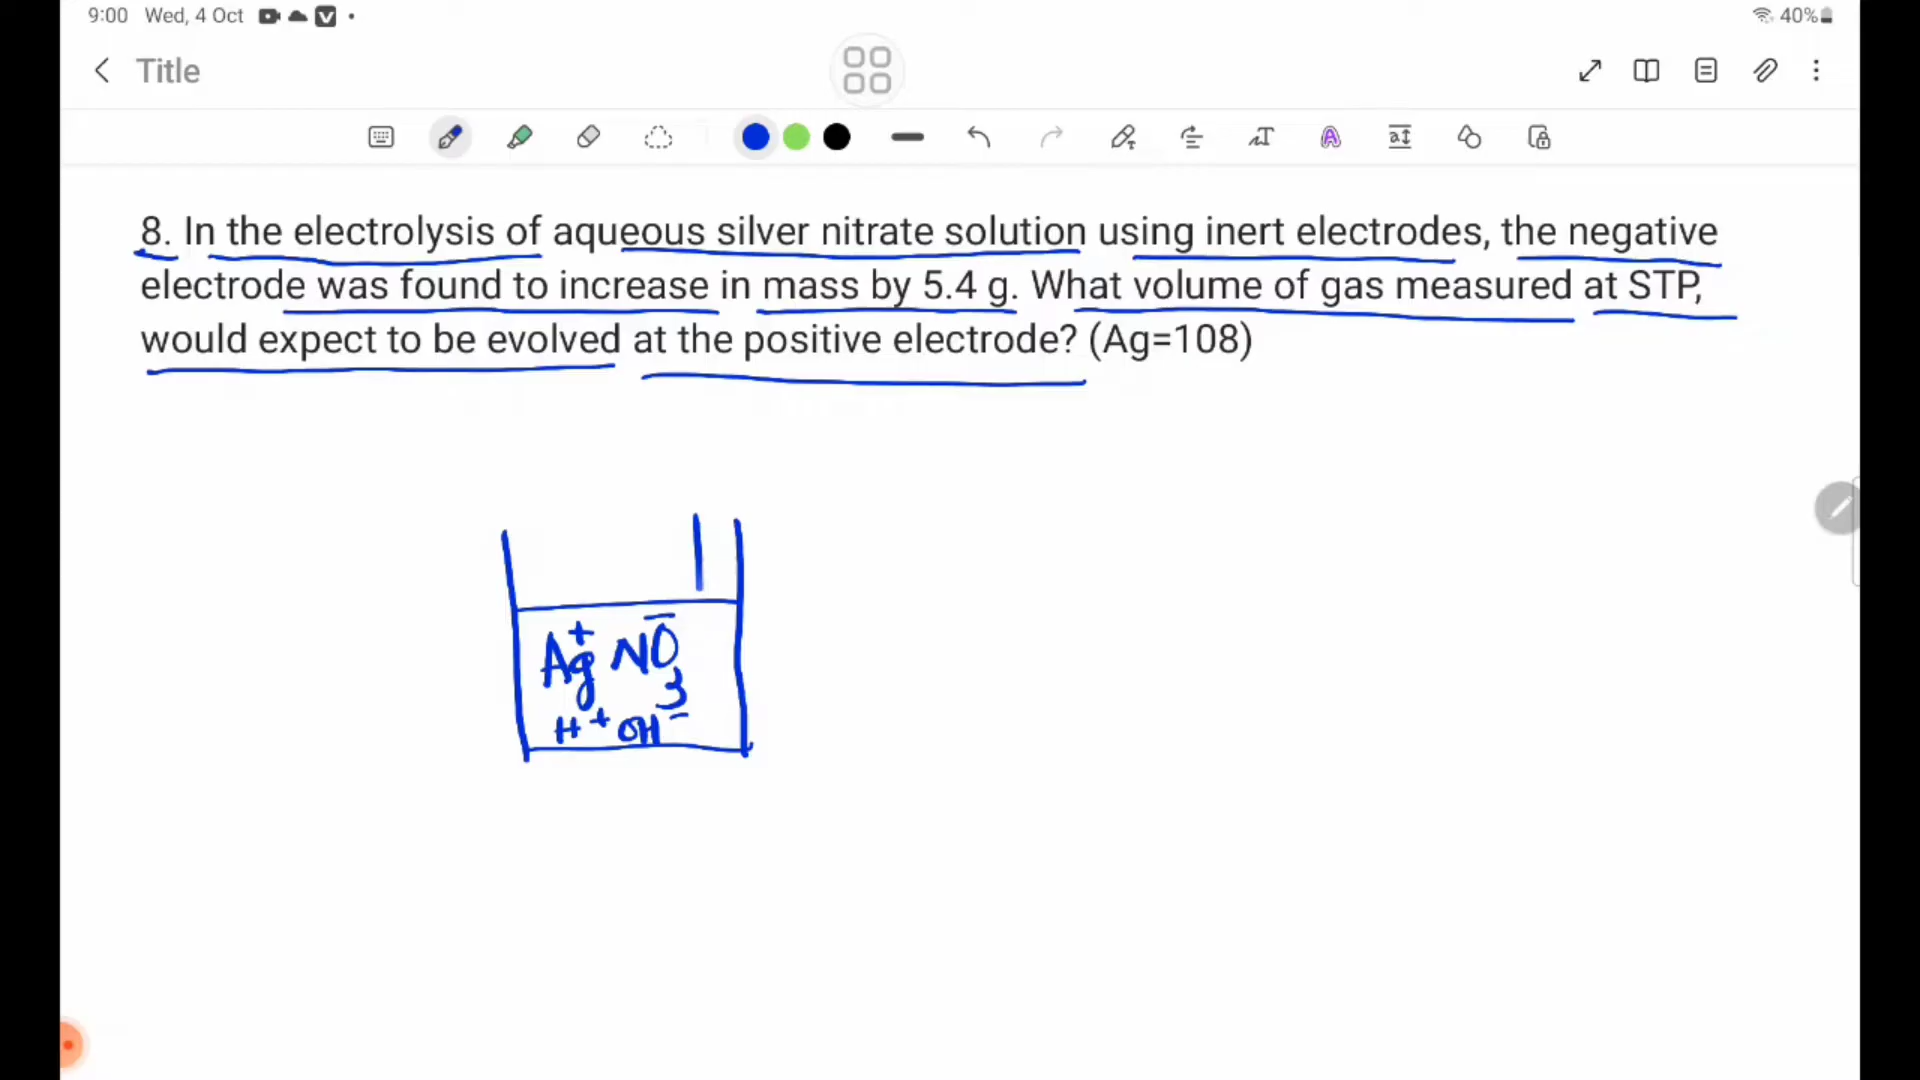 9:00 Wed, 4 Oct V 40%
Title
T T A a
8. In the electrolysis of aqueous silver nitrate solution using inert electrodes, the negative
electrode was found to increase in mass by 5.4 g. What volume of gas measured at STP,
would expect to be evolved at the positive electrode? (Ag=108)
Ag⁺ NO₃⁻
H⁺ OH⁻